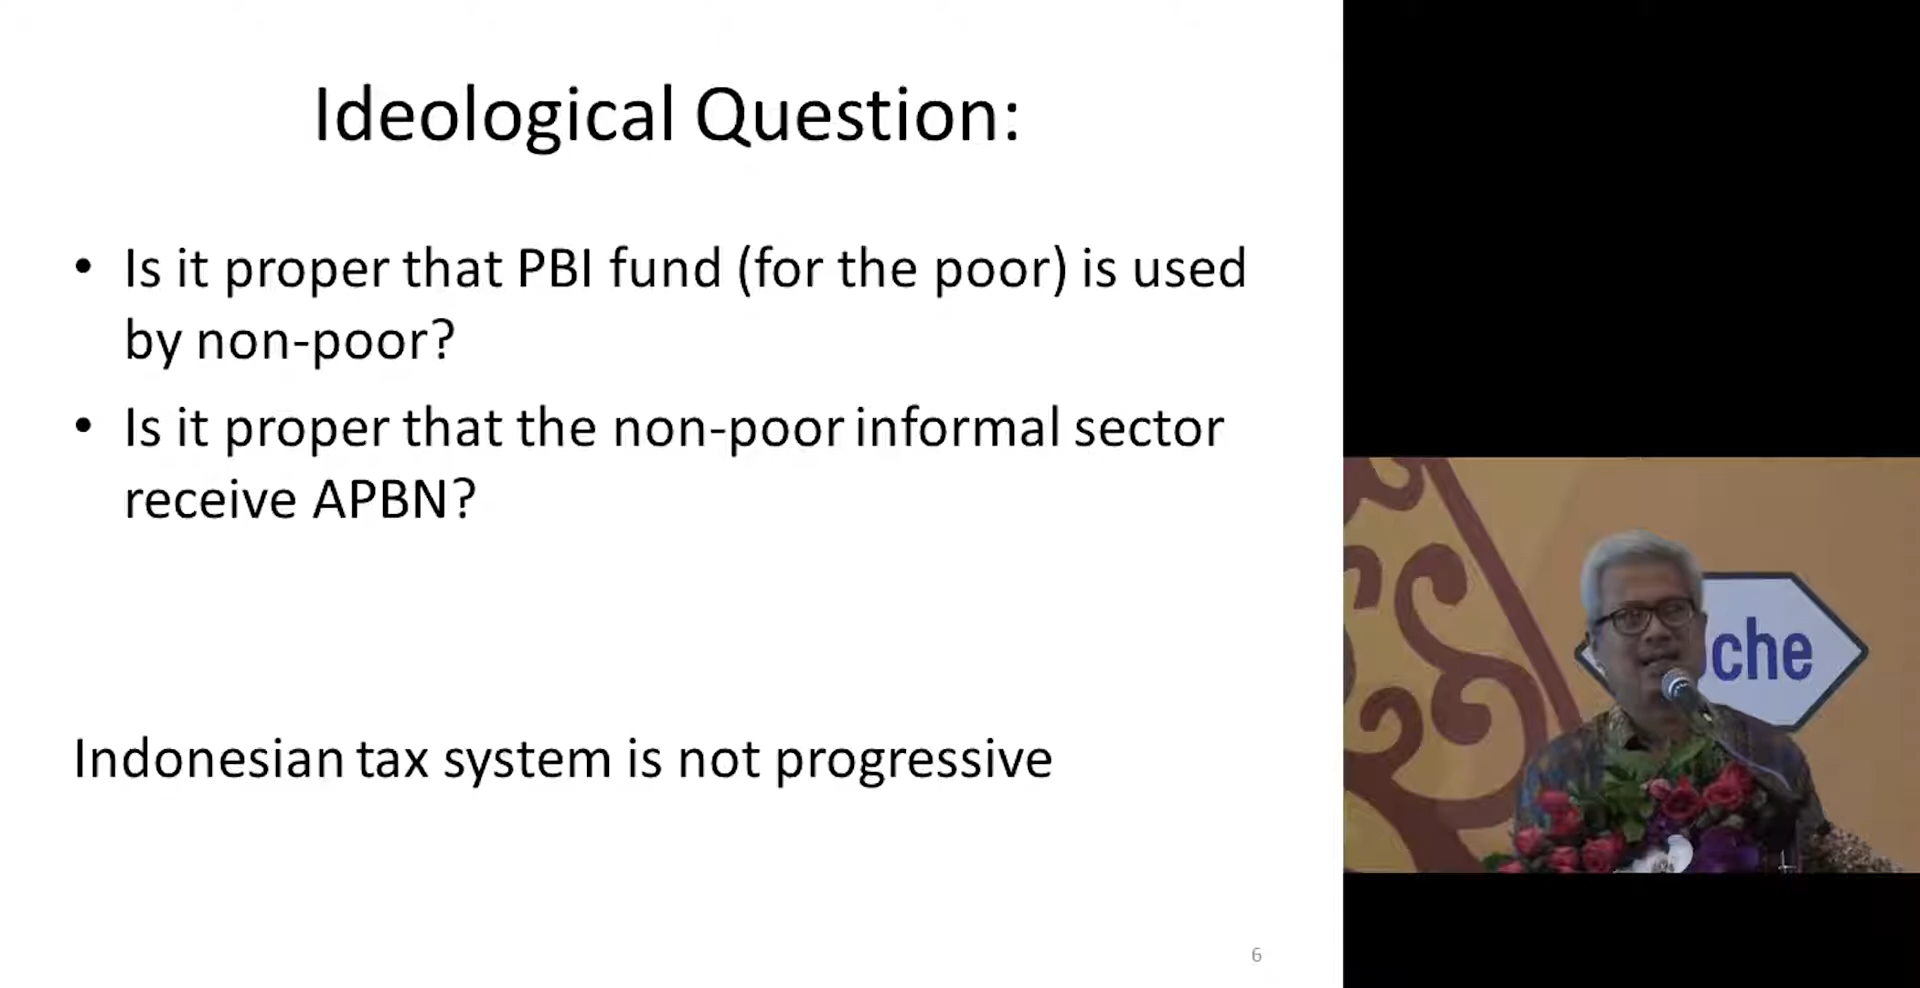 Ideological Question:
• Is it proper that PBI fund (for the poor) is used
by non-poor?
• Is it proper that the non-poor informal sector
receive APBN?
Indonesian tax system is not progressive
6
che